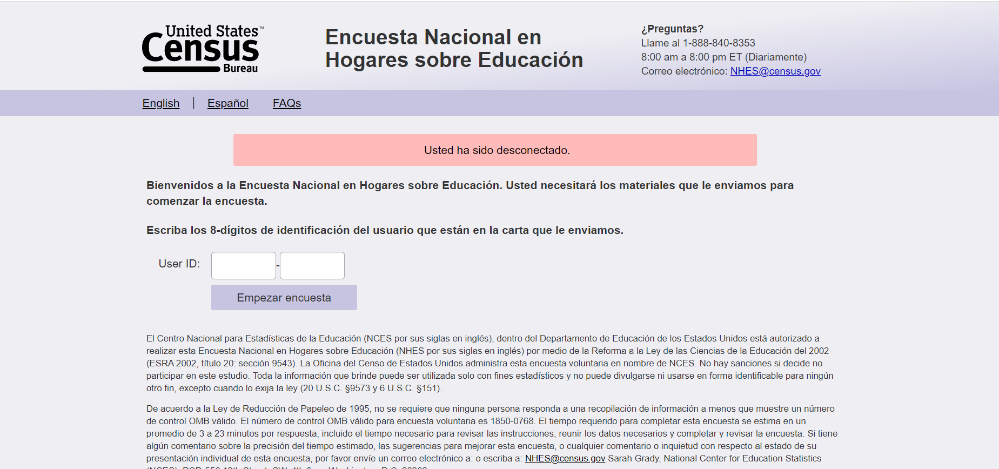 United States™
Census
Bureau
Encuesta Nacional en
Hogares sobre Educación
¿Preguntas?
Llame al 1-888-840-8353
8:00 am a 8:00 pm ET (Diariamente)
Correo electrónico: NHES@census.gov
English | Español FAQs
Usted ha sido desconectado.
Bienvenidos a la Encuesta Nacional en Hogares sobre Educación. Usted necesitará los materiales que le enviamos para
comenzar la encuesta.
Escriba los 8-dígitos de identificación del usuario que están en la carta que le enviamos.
User ID: -
Empezar encuesta
El Centro Nacional para Estadísticas de la Educación (NCES por sus siglas en inglés), dentro del Departamento de Educación de los Estados Unidos está autorizado a
realizar esta Encuesta Nacional en Hogares sobre Educación (NHES por sus siglas en inglés) por medio de la Reforma a la Ley de las Ciencias de la Educación del 2002
(ESRA 2002, título 20: sección 9543). La Oficina del Censo de Estados Unidos administra esta encuesta voluntaria en nombre de NCES. No hay sanciones si decide no
participar en este estudio. Toda la información que brinde puede ser utilizada solo con fines estadísticos y no puede divulgarse ni usarse en forma identificable para ningún
otro fin, excepto cuando lo exija la ley (20 U.S.C. §9573 y 6 U.S.C. §151).
De acuerdo a la Ley de Reducción de Papeleo de 1995, no se requiere que ninguna persona responda a una recopilación de información a menos que muestre un número
de control OMB válido. El número de control OMB válido para encuesta voluntaria es 1850-0768. El tiempo requerido para completar esta encuesta se estima en un
promedio de 3 a 23 minutos por respuesta, incluido el tiempo necesario para revisar las instrucciones, reunir los datos necesarios y completar y revisar la encuesta. Si tiene
algún comentario sobre la precisión del tiempo estimado, las sugerencias para mejorar esta encuesta, o cualquier comentario o inquietud con respecto al estado de su
presentación individual de esta encuesta, por favor envíe un correo electrónico a: o escriba a: NHES@census.gov Sarah Grady, National Center for Education Statistics